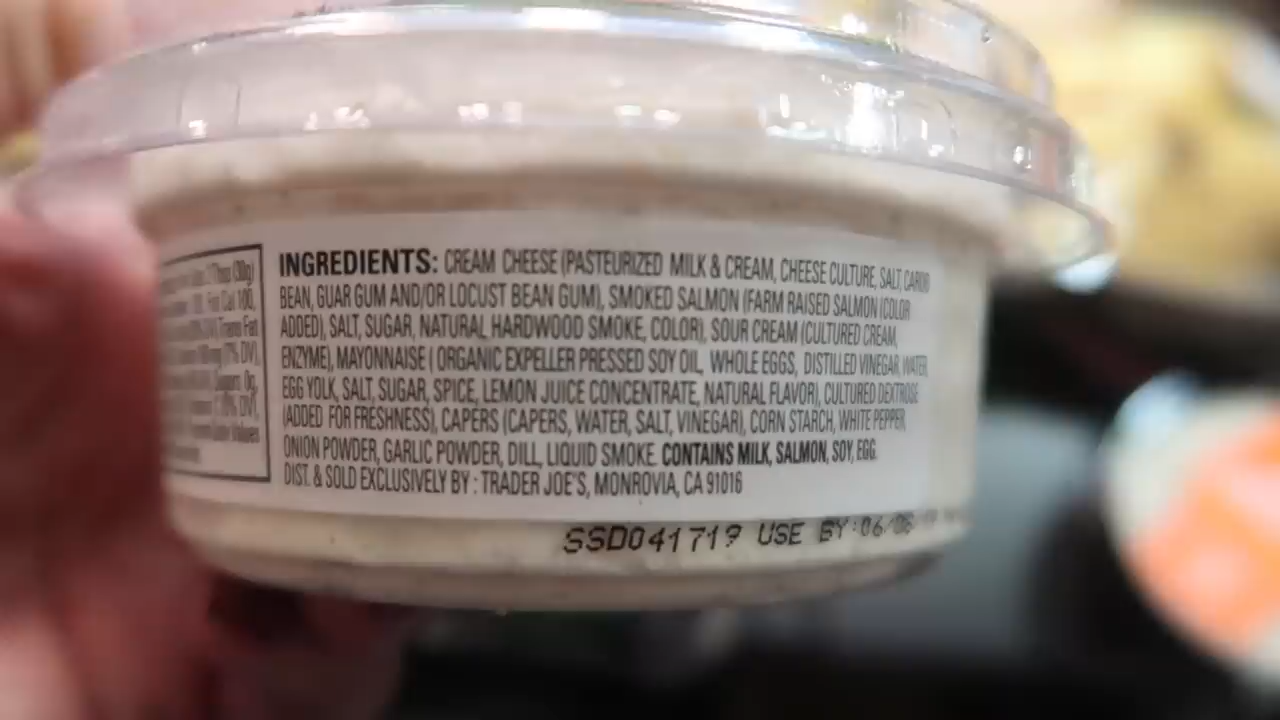 INGREDIENTS: CREAM CHEESE (PASTEURIZED MILK & CREAM, CHEESE CULTURE, SALT, CAROB
BEAN, GUAR GUM AND/OR LOCUST BEAN GUM), SMOKED SALMON (FARM RAISED SALMON (COLOR
ADDED), SALT, SUGAR, NATURAL HARDWOOD SMOKE, COLOR), SOUR CREAM (CULTURED CREAM,
ENZYME), MAYONNAISE ( ORGANIC EXPELLER PRESSED SOY OIL, WHOLE EGGS, DISTILLED VINEGAR, WATER,
EGG YOLK, SALT, SUGAR, SPICE, LEMON JUICE CONCENTRATE, NATURAL FLAVOR), CULTURED DEXTROSE
(ADDED FOR FRESHNESS), CAPERS (CAPERS, WATER, SALT, VINEGAR), CORN STARCH, WHITE PEPPER,
ONION POWDER, GARLIC POWDER, DILL, LIQUID SMOKE. CONTAINS MILK, SALMON, SOY, EGG.
DIST. & SOLD EXCLUSIVELY BY : TRADER JOE'S, MONROVIA, CA 91016
SSD041719 USE BY:06/